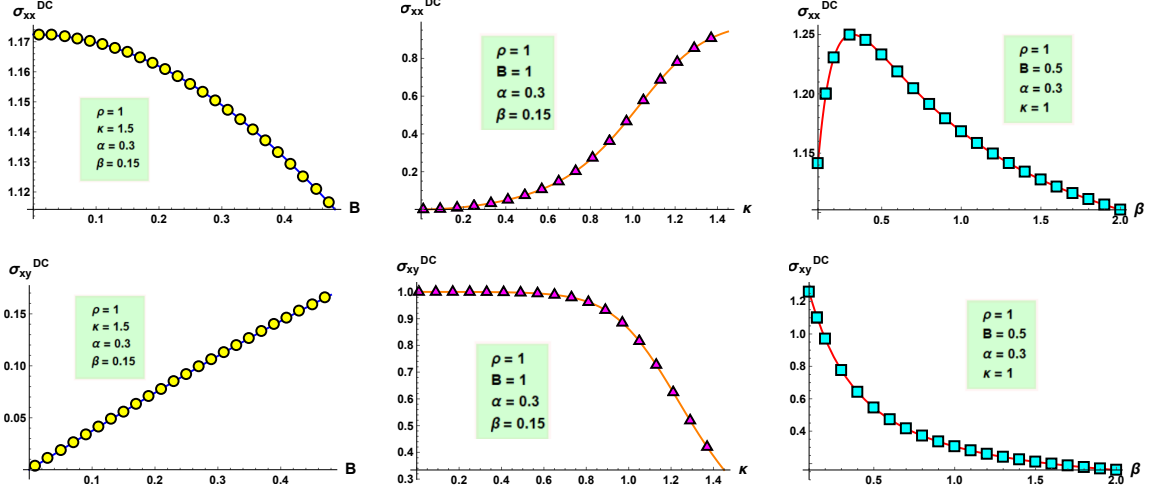 σxx^DC
1.17
1.16
1.15
1.14
1.13
1.12
0.1
0.2
0.3
0.4
B
ρ = 1
κ = 1.5
α = 0.3
β = 0.15
σxx^DC
0.8
0.6
0.4
0.2
0.2
0.4
0.6
0.8
1.0
1.2
1.4
κ
ρ = 1
B = 1
α = 0.3
β = 0.15
σxx^DC
1.25
1.20
1.15
0.5
1.0
1.5
2.0
β
ρ = 1
B = 0.5
α = 0.3
κ = 1
σxy^DC
0.15
0.10
0.05
0.1
0.2
0.3
0.4
B
ρ = 1
κ = 1.5
α = 0.3
β = 0.15
σxy^DC
1.0
0.9
0.8
0.7
0.6
0.5
0.4
0.3
0.2
0.4
0.6
0.8
1.0
1.2
1.4
κ
ρ = 1
B = 1
α = 0.3
β = 0.15
σxy^DC
1.2
1.0
0.8
0.6
0.4
0.5
1.0
1.5
2.0
β
ρ = 1
B = 0.5
α = 0.3
κ = 1